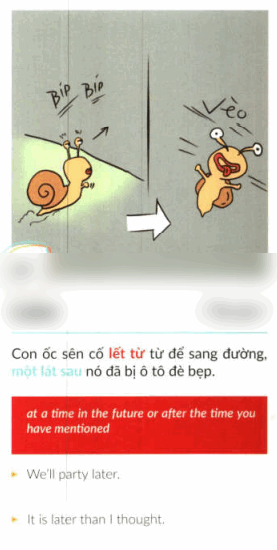 BÍP BÍP
Vèo
Con ốc sên cố lết từ từ để sang đường,
một lát sau nó đã bị ô tô đè bẹp.
at a time in the future or after the time you
have mentioned
We'll party later.
It is later than I thought.